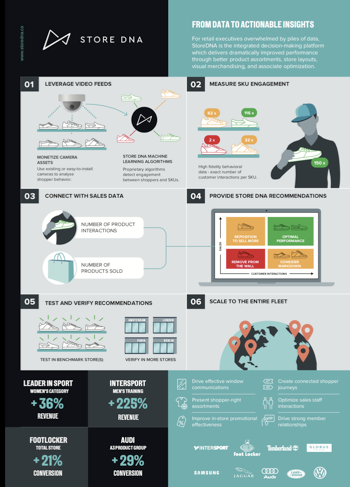 www.storedna.co
STORE DNA
FROM DATA TO ACTIONABLE INSIGHTS
For retail executives overwhelmed by piles of data,
StoreDNA is the integrated decision making platform
which delivers dramatically improved performance
through better product assortments, store layouts,
visual merchandising, and associate optimization.
01
LEVERAGE VIDEO FEEDS
MONETIZE CAMERA
ASSETS
Use existing or easy-to-install
cameras to analyse
shopper behavior.
STORE DNA MACHINE
LEARNING ALGORITHMS
Proprietary algorithms
detect engagement
between shoppers and SKUs.
02
MEASURE SKU ENGAGEMENT
High fidelity behaviour
data - exact number of
customer interactions per SKU.
03
CONNECT WITH SALES DATA
NUMBER OF PRODUCT
INTERACTIONS
NUMBER OF
PRODUCTS SOLD
04
PROVIDE STORE DATA RECOMMENDATIONS
SALES
REPOSITION
TO SELL MORE
OPTIMAL
PERFORMANCE
REMOVE FROM
THE WALL
CUSTOMER INTERACTIONS
05
TEST AND VERIFY RECOMMENDATIONS
TEST IN BENCHMARK STORE(S)
VERIFY IN MORE STORES
06
SCALE TO THE ENTIRE FLEET
LEADER IN SPORT
WOMEN'S CATEGORY
+ 36%
REVENUE
INTERSPORT
MEN'S TRAINING
+ 225%
REVENUE
FOOTLOCKER
TOTAL STORE
+ 21%
CONVERSION
AUDI
A3 PRODUCT GROUP
+ 29%
CONVERSION
Drive effective window
communications
Create connected shopper
journeys
Present shopper-right
assortments
Optimize sales staff
interactions
Improve in-store promotional
effectiveness
Drive strong member
relationships
INTERSPORT
Foot Locker
Timberland
SAMSUNG
JAGUAR
Audi